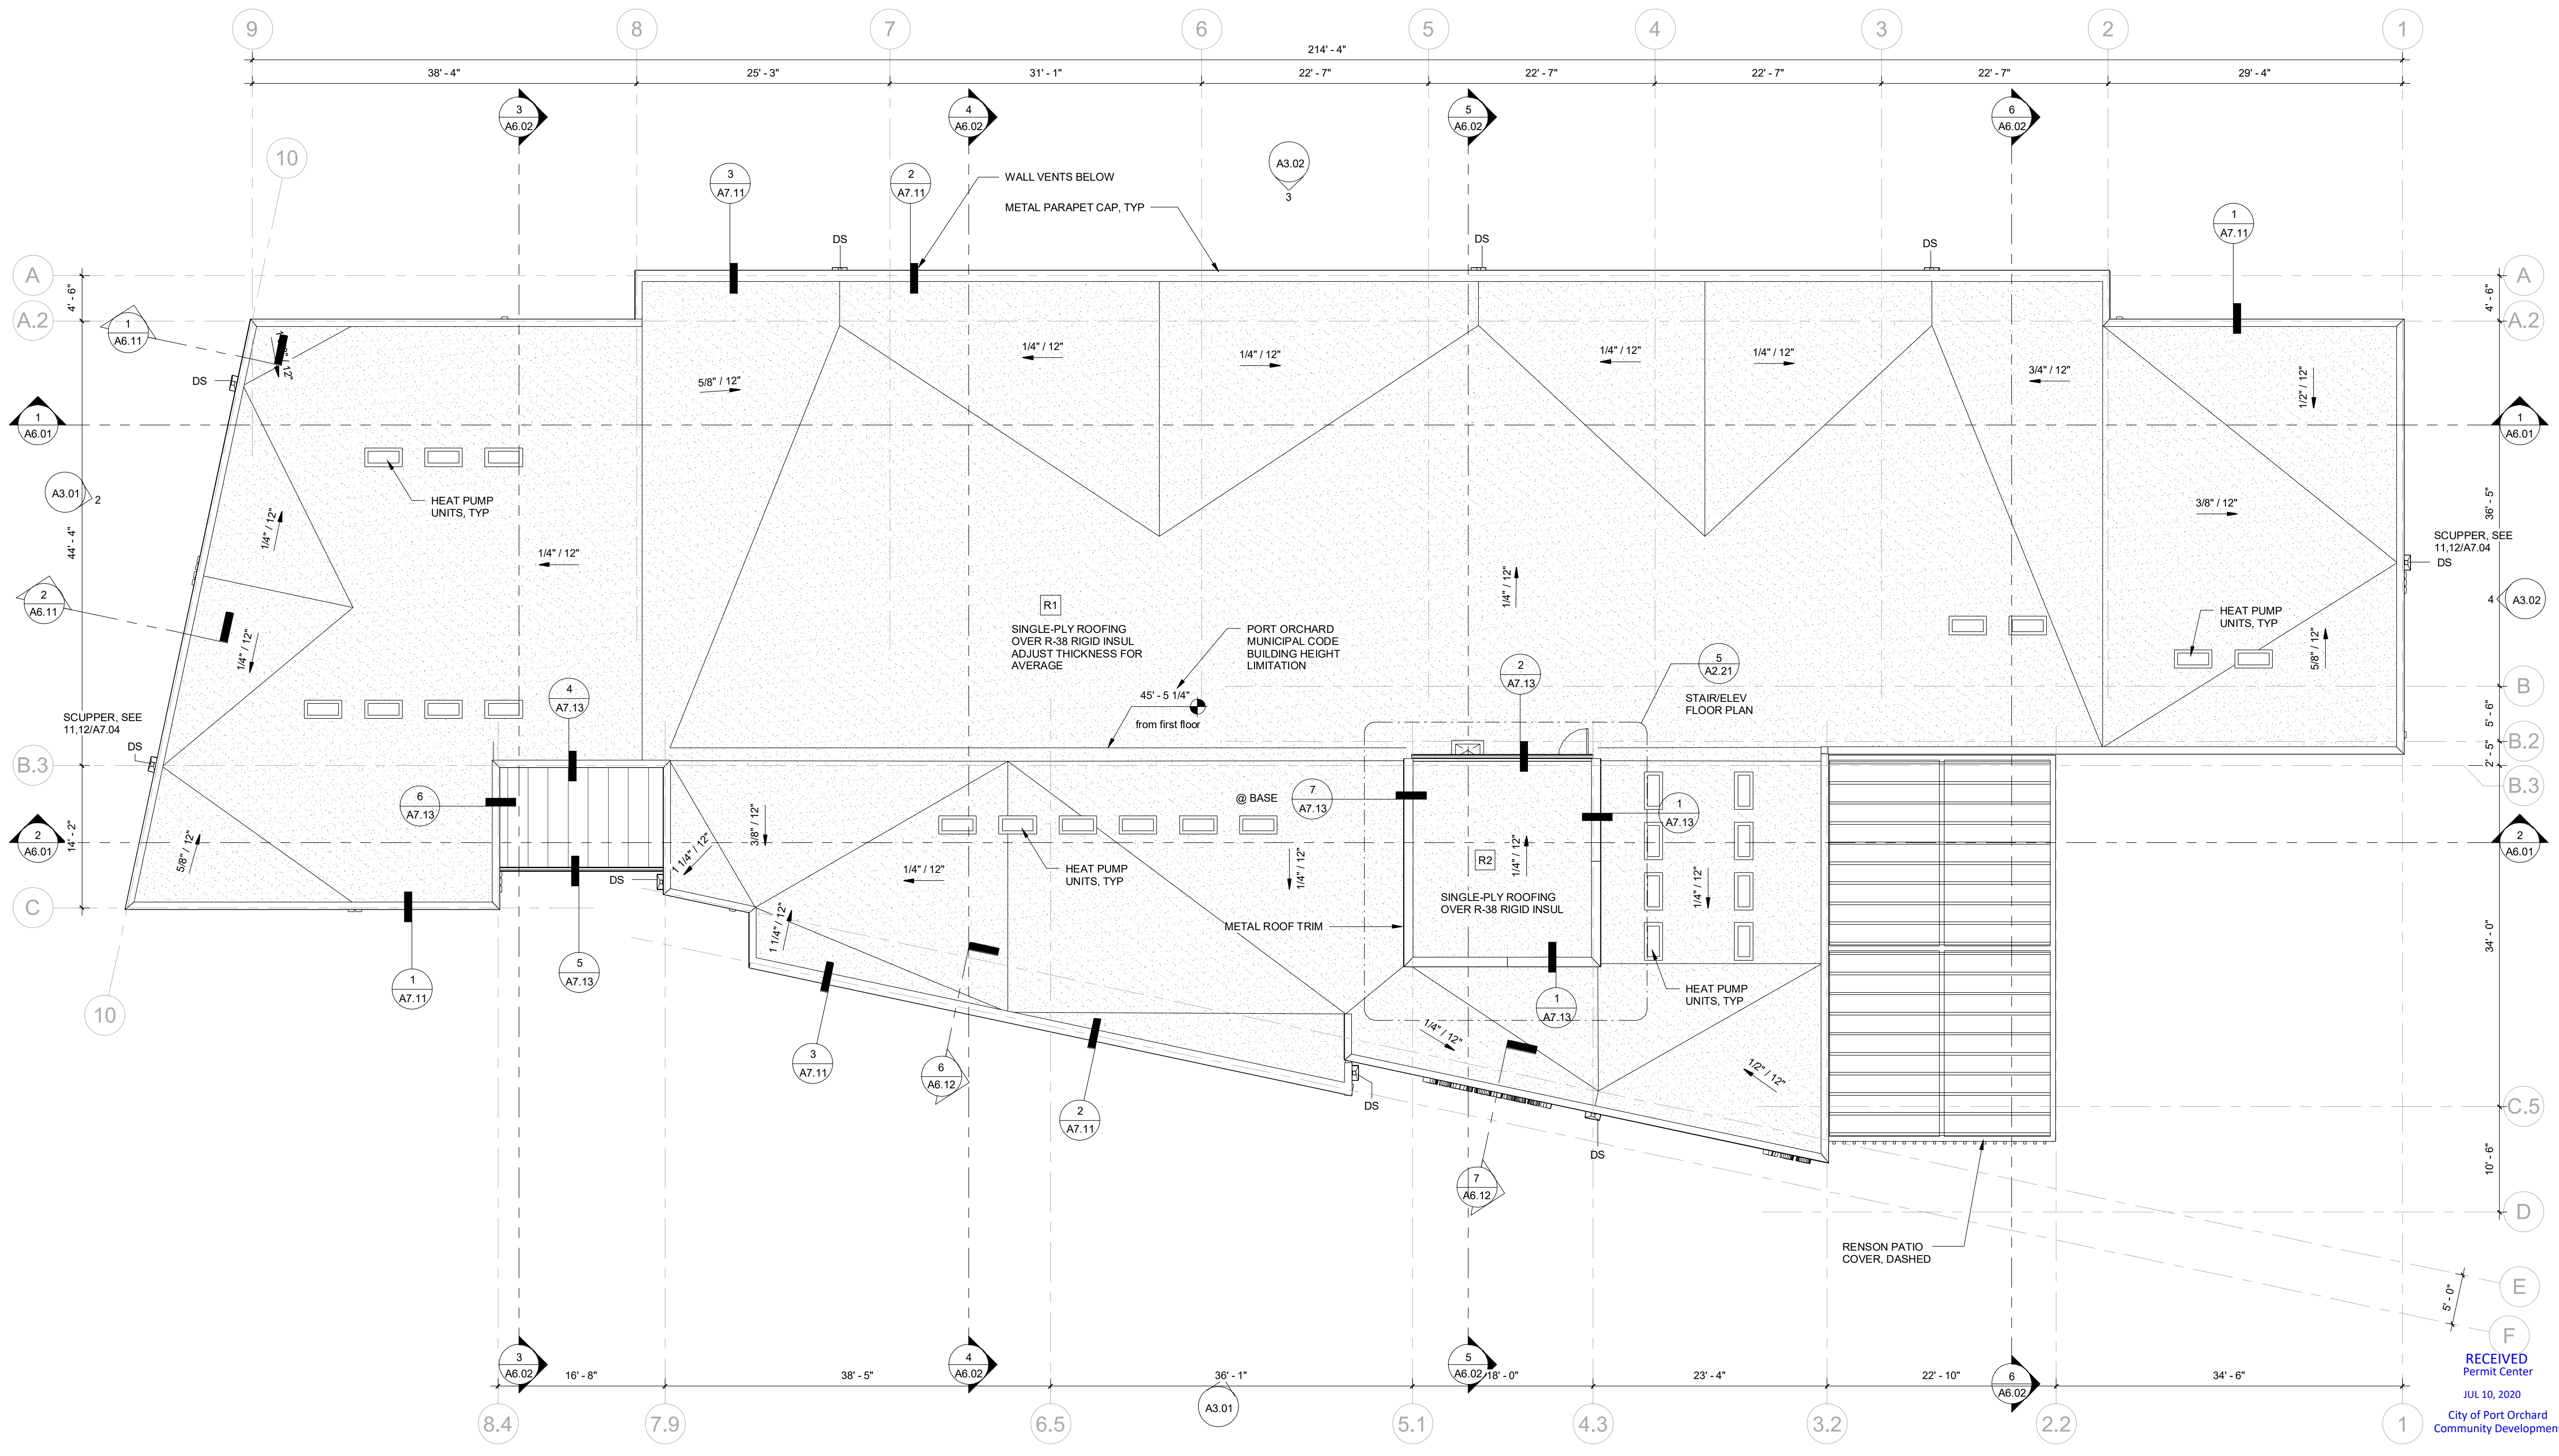 9
8
7
6
5
4
3
2
1
214' - 4"
38' - 4"
25' - 3"
31' - 1"
22' - 7"
22' - 7"
22' - 7"
22' - 7"
29' - 4"
3
A6.02
4
A6.02
5
A6.02
6
A6.02
10
3
A7.11
2
A7.11
WALL VENTS BELOW
METAL PARAPET CAP, TYP
A3.02
3
1
A7.11
DS
DS
DS
A
A
4' - 6"
4' - 6"
A.2
A.2
1
A6.11
DS
1/4" / 12"
1/4" / 12"
1/4" / 12"
1/4" / 12"
5/8" / 12"
3/4" / 12"
1/2" / 12"
1
A6.01
1
A6.01
A3.01
2
44' - 4"
HEAT PUMP
UNITS, TYP
1/4" / 12"
1/4" / 12"
3/8" / 12"
36' - 5"
SCUPPER, SEE
11,12/A7.04
DS
2
A6.11
1/4" / 12"
R1
SINGLE-PLY ROOFING
OVER R-38 RIGID INSUL
ADJUST THICKNESS FOR
AVERAGE
PORT ORCHARD
MUNICIPAL CODE
BUILDING HEIGHT
LIMITATION
45' - 5 1/4"
from first floor
1/4" / 12"
2
A7.13
5
A2.21
STAIR/ELEV
FLOOR PLAN
HEAT PUMP
UNITS, TYP
5/8" / 12"
4
A3.02
B
5' - 6"
B.2
2' - 5"
B.3
SCUPPER, SEE
11,12/A7.04
DS
B.3
4
A7.13
6
A7.13
2
A6.01
14' - 2"
5/8" / 12"
C
DS
1 1/4" / 12"
3/8" / 12"
1/4" / 12"
HEAT PUMP
UNITS, TYP
1 1/4" / 12"
@ BASE
7
A7.13
1/4" / 12"
R2
1/4" / 12"
SINGLE-PLY ROOFING
OVER R-38 RIGID INSUL
METAL ROOF TRIM
1
A7.13
1/4" / 12"
2
A6.01
34' - 0"
HEAT PUMP
UNITS, TYP
1
A7.13
1
A7.11
5
A7.13
10
3
A7.11
6
A6.12
2
A7.11
DS
1/4" / 12"
1/2" / 12"
DS
7
A6.12
C.5
10' - 6"
D
RENSON PATIO
COVER, DASHED
E
5' - 0"
F
3
A6.02
4
A6.02
5
A6.02
6
A6.02
16' - 8"
38' - 5"
36' - 1"
18' - 0"
23' - 4"
22' - 10"
34' - 6"
A3.01
8.4
7.9
6.5
5.1
4.3
3.2
2.2
1
RECEIVED
Permit Center
JUL 10, 2020
City of Port Orchard
Community Developmen